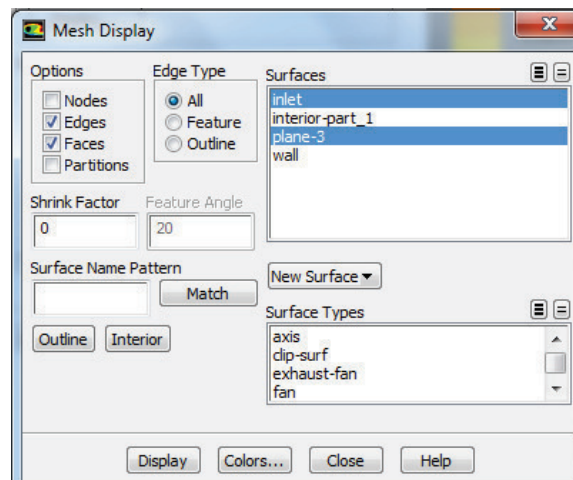 Mesh Display
Options
Nodes
Edges
Faces
Partitions
Edge Type
All
Feature
Outline
Surfaces
inlet
interior-part_1
plane-3
wall
Shrink Factor
0
Feature Angle
20
Surface Name Pattern
Match
New Surface
Outline
Interior
Surface Types
axis
clip-surf
exhaust-fan
fan
Display
Colors...
Close
Help